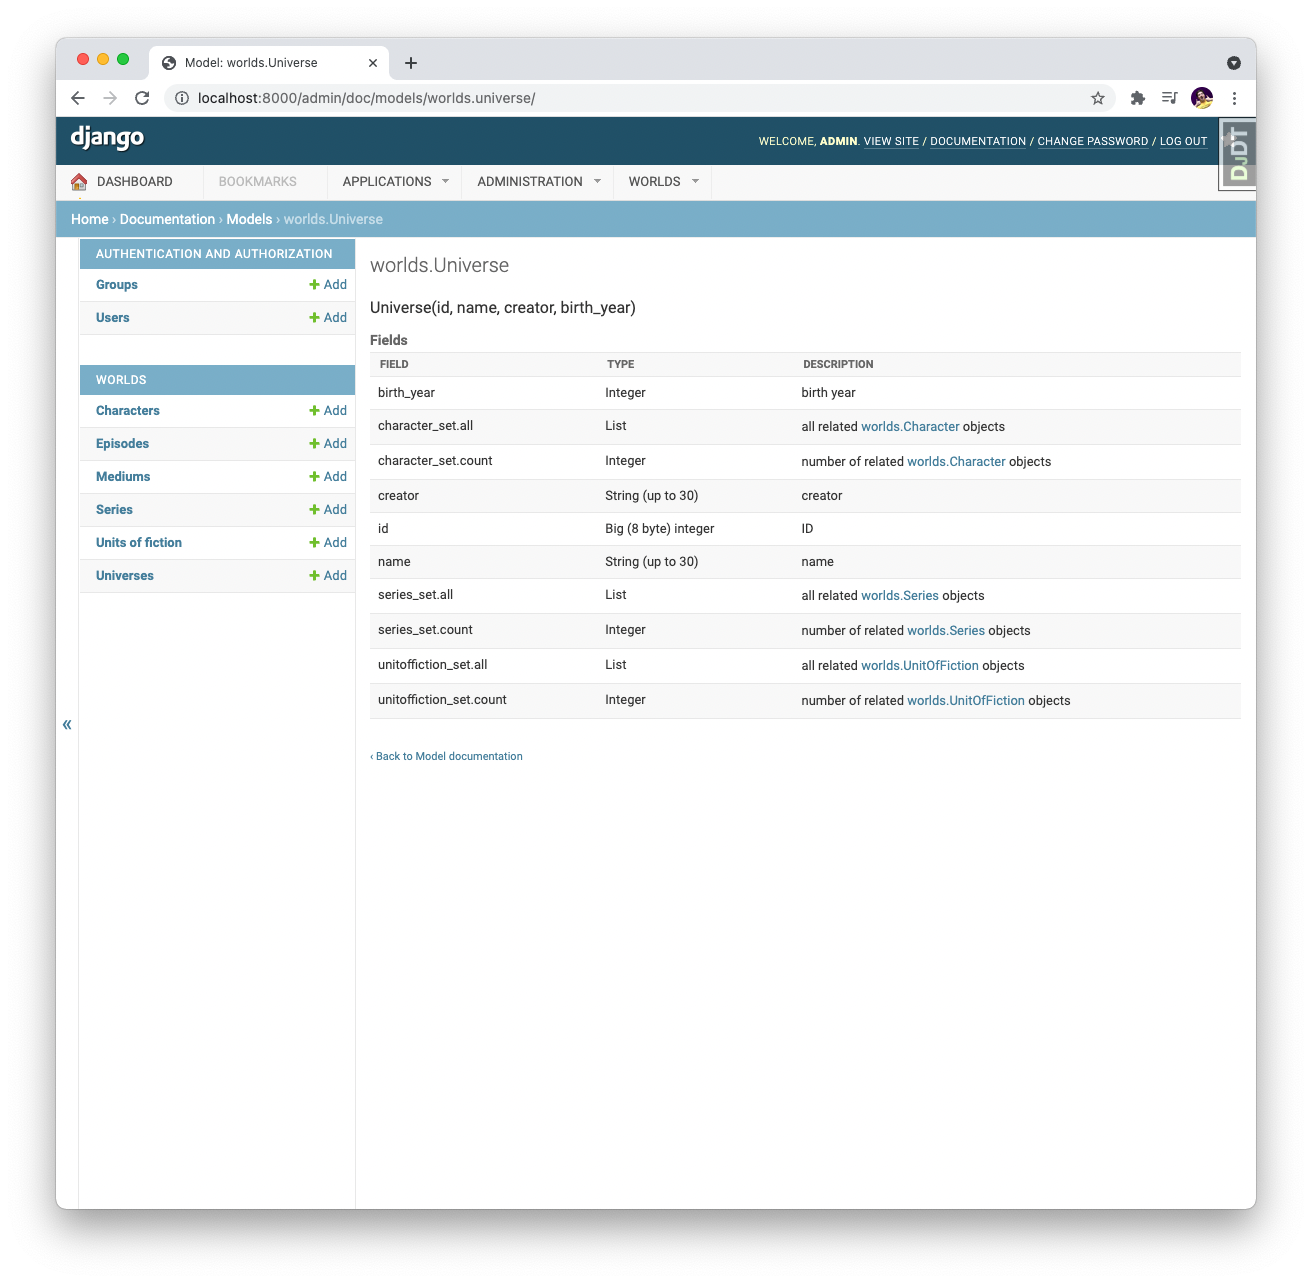 Model: worlds.Universe
localhost:8000/admin/doc/models/worlds.universe/
django
WELCOME, ADMIN. VIEW SITE / DOCUMENTATION / CHANGE PASSWORD / LOG OUT
DJDT
DASHBOARD BOOKMARKS APPLICATIONS ADMINISTRATION WORLDS
Home › Documentation › Models › worlds.Universe
AUTHENTICATION AND AUTHORIZATION
Groups + Add
Users + Add
WORLDS
Characters + Add
Episodes + Add
Mediums + Add
Series + Add
Units of fiction + Add
Universes + Add
«
worlds.Universe
Universe(id, name, creator, birth_year)
Fields
FIELD TYPE DESCRIPTION
birth_year Integer birth year
character_set.all List all related worlds.Character objects
character_set.count Integer number of related worlds.Character objects
creator String (up to 30) creator
id Big (8 byte) integer ID
name String (up to 30) name
series_set.all List all related worlds.Series objects
series_set.count Integer number of related worlds.Series objects
unitoffiction_set.all List all related worlds.UnitOfFiction objects
unitoffiction_set.count Integer number of related worlds.UnitOfFiction objects
‹ Back to Model documentation